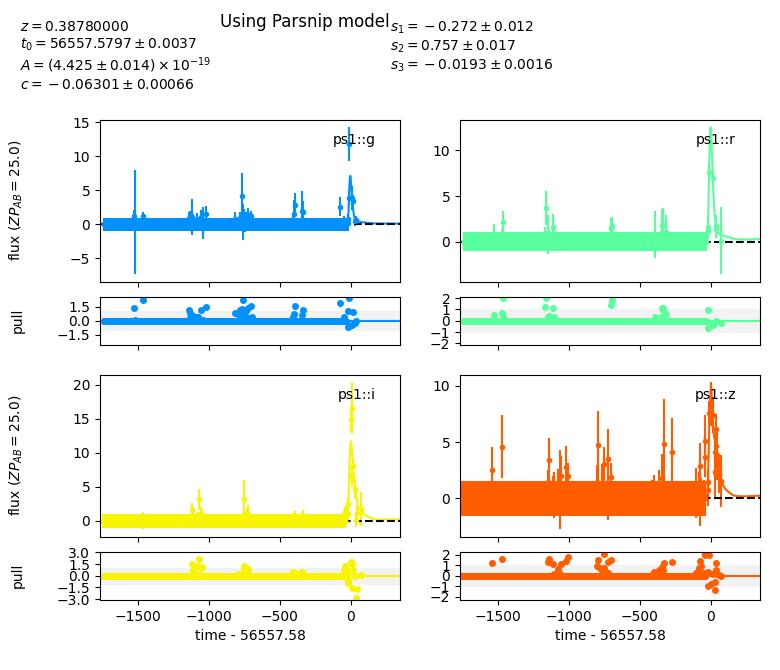 Using Parsnip model
z = 0.38780000
t0 = 56557.5797 ± 0.0037
A = (4.425 ± 0.014) × 10^−19
c = −0.06301 ± 0.00066
s1 = −0.272 ± 0.012
s2 = 0.757 ± 0.017
s3 = −0.0193 ± 0.0016
flux (ZP_AB = 25.0)
15
10
5
0
−5
ps1::g
10
5
0
ps1::r
pull
1.5
0.0
−1.5
2
1
0
−1
−2
flux (ZP_AB = 25.0)
20
15
10
5
0
ps1::i
10
5
0
ps1::z
pull
3.0
1.5
0.0
−1.5
−3.0
2
1
0
−1
−2
−1500 −1000 −500 0
−1500 −1000 −500 0
time - 56557.58
time - 56557.58